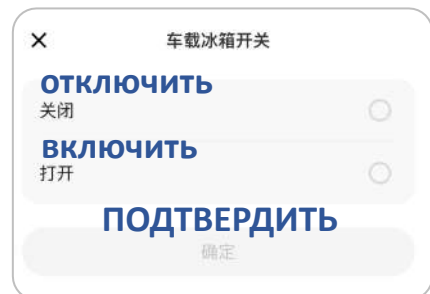 × 车载冰箱开关
отключить
关闭
включить
打开
ПОДТВЕРДИТЬ
确定